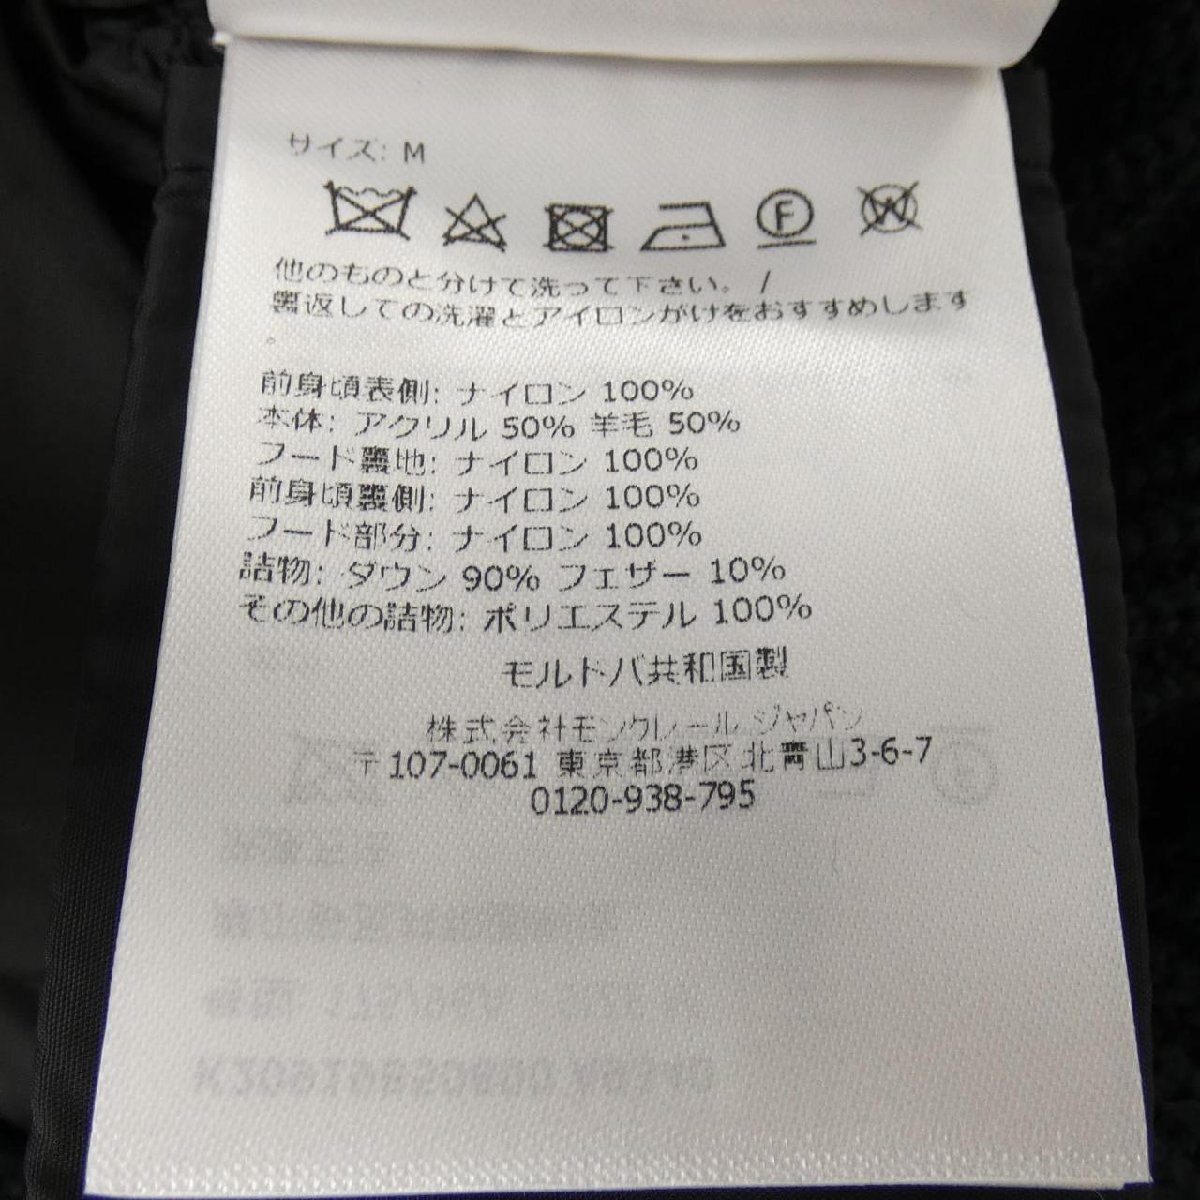 サイズ: M
F W
他のものと分けて洗って下さい。 /
裏返しての洗濯とアイロンがけをおすすめします
。
前身頃表側: ナイロン 100%
本体: アクリル 50% 羊毛 50%
フード裏地: ナイロン 100%
前身頃裏側: ナイロン 100%
フード部分: ナイロン 100%
詰物: ダウン 90% フェザー 10%
その他の詰物: ポリエステル 100%
モルドバ共和国製
株式会社モンクレール ジャパン
〒107-0061 東京都港区北青山3-6-7
0120-938-795